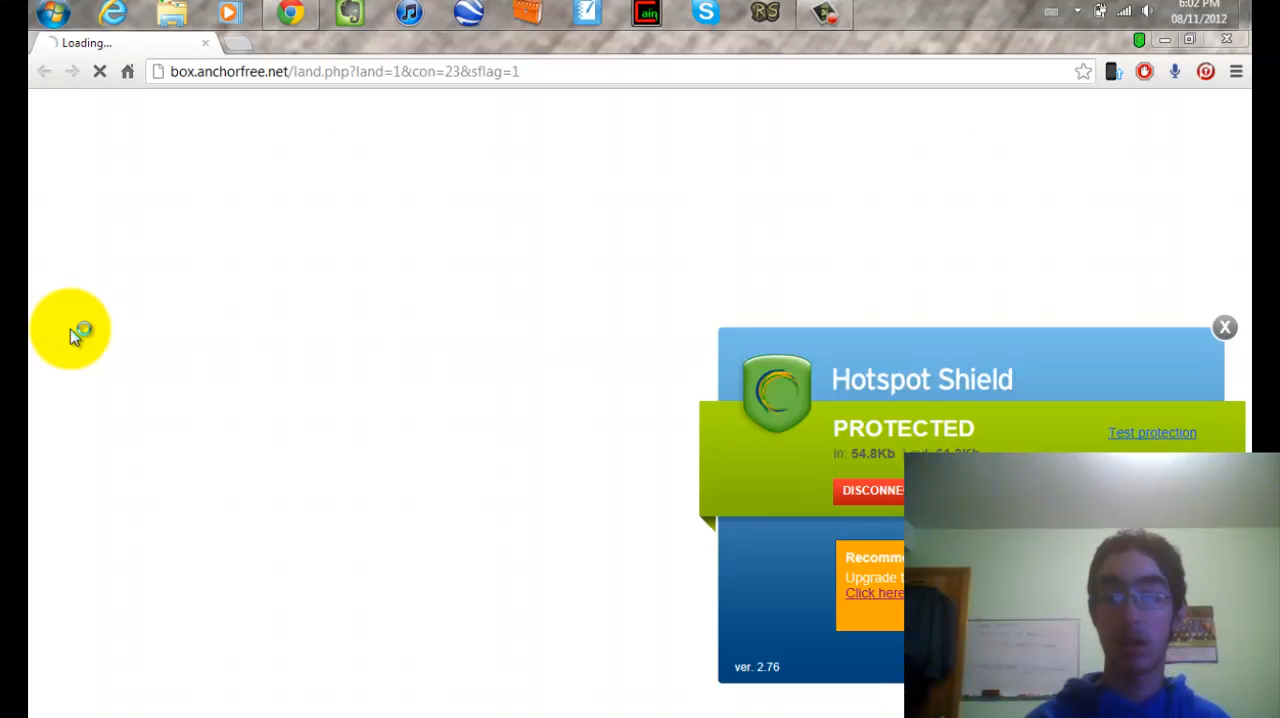 6:02 PM
08/11/2012
Loading...
box.anchorfree.net/land.php?land=1&con=23&sflag=1
Hotspot Shield
PROTECTED
Test protection
in: 54.8Kb
DISCONNE
Recomm
Upgrade t
Click here
ver. 2.76